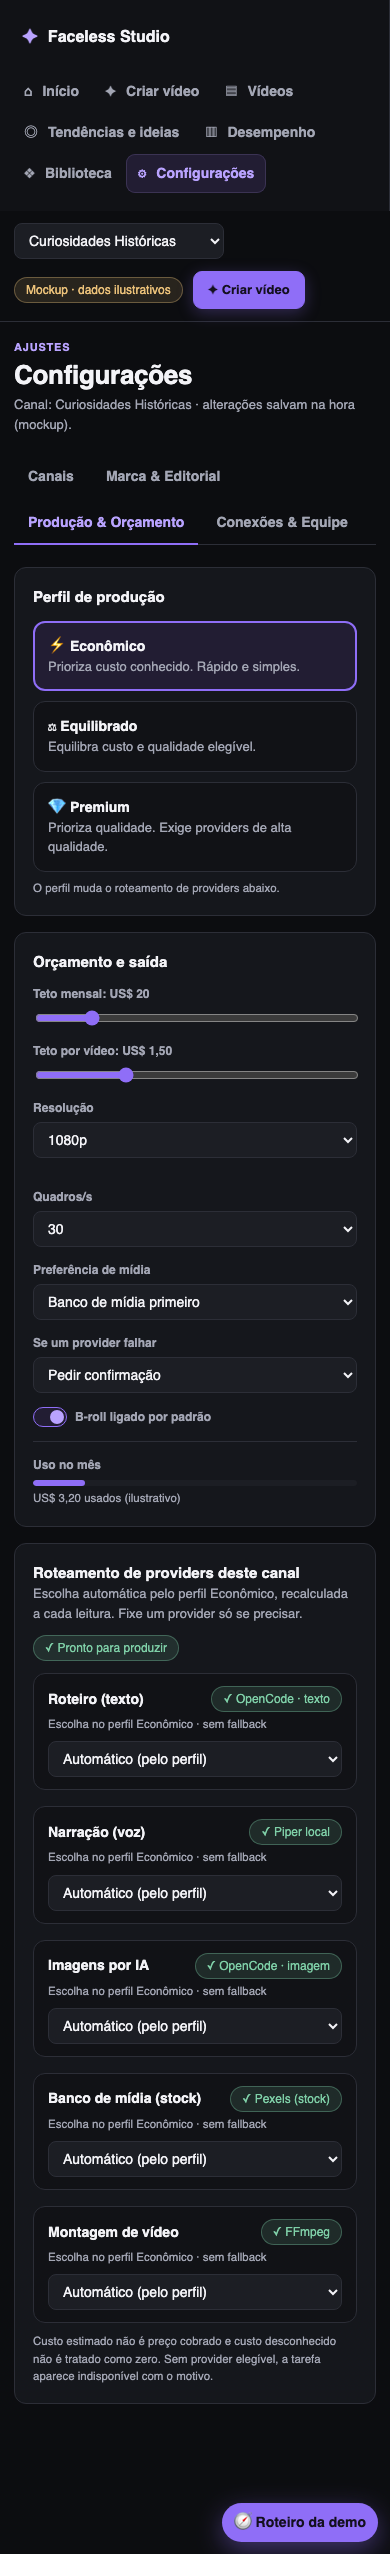 Faceless Studio
Início
Criar vídeo
Vídeos
Tendências e ideias
Desempenho
Biblioteca
Configurações
Curiosidades Históricas
Mockup · dados ilustrativos
✦ Criar vídeo
AJUSTES
Configurações
Canal: Curiosidades Históricas · alterações salvam na hora
(mockup).
Canais
Marca & Editorial
Produção & Orçamento
Conexões & Equipe
Perfil de produção
⚡ Econômico
Prioriza custo conhecido. Rápido e simples.
⚖ Equilibrado
Equilibra custo e qualidade elegível.
💎 Premium
Prioriza qualidade. Exige providers de alta
qualidade.
O perfil muda o roteamento de providers abaixo.
Orçamento e saída
Teto mensal: US$ 20
Teto por vídeo: US$ 1,50
Resolução
1080p
Quadros/s
30
Preferência de mídia
Banco de mídia primeiro
Se um provider falhar
Pedir confirmação
B-roll ligado por padrão
Uso no mês
US$ 3,20 usados (ilustrativo)
Roteamento de providers deste canal
Escolha automática pelo perfil Econômico, recalculada
a cada leitura. Fixe um provider só se precisar.
✓ Pronto para produzir
Roteiro (texto)
✓ OpenCode · texto
Escolha no perfil Econômico · sem fallback
Automático (pelo perfil)
Narração (voz)
✓ Piper local
Escolha no perfil Econômico · sem fallback
Automático (pelo perfil)
Imagens por IA
✓ OpenCode · imagem
Escolha no perfil Econômico · sem fallback
Automático (pelo perfil)
Banco de mídia (stock)
✓ Pexels (stock)
Escolha no perfil Econômico · sem fallback
Automático (pelo perfil)
Montagem de vídeo
✓ FFmpeg
Escolha no perfil Econômico · sem fallback
Automático (pelo perfil)
Custo estimado não é preço cobrado e custo desconhecido
não é tratado como zero. Sem provider elegível, a tarefa
aparece indisponível com o motivo.
🧭 Roteiro da demo